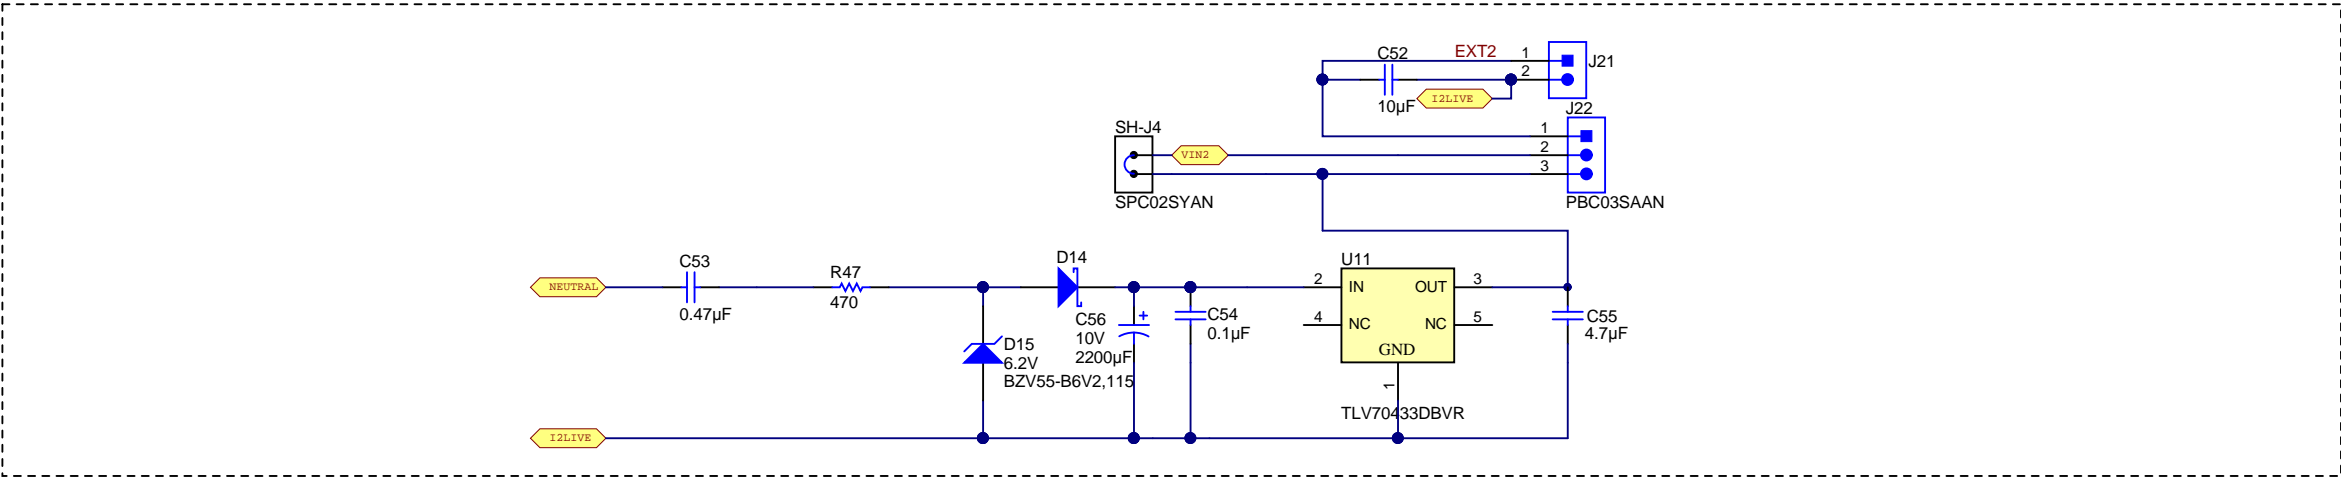 C52
EXT2
1
J21
2
10µF
I2LIVE
J22
SH-J4
1
VIN2
2
3
SPC02SYAN
PBC03SAAN
C53
R47
D14
U11
NEUTRAL
2
IN
OUT
3
0.47µF
470
C56
10V
2200µF
C54
0.1µF
4
NC
NC
5
C55
4.7µF
D15
6.2V
BZV55-B6V2,115
GND
1
TLV70433DBVR
I2LIVE
+